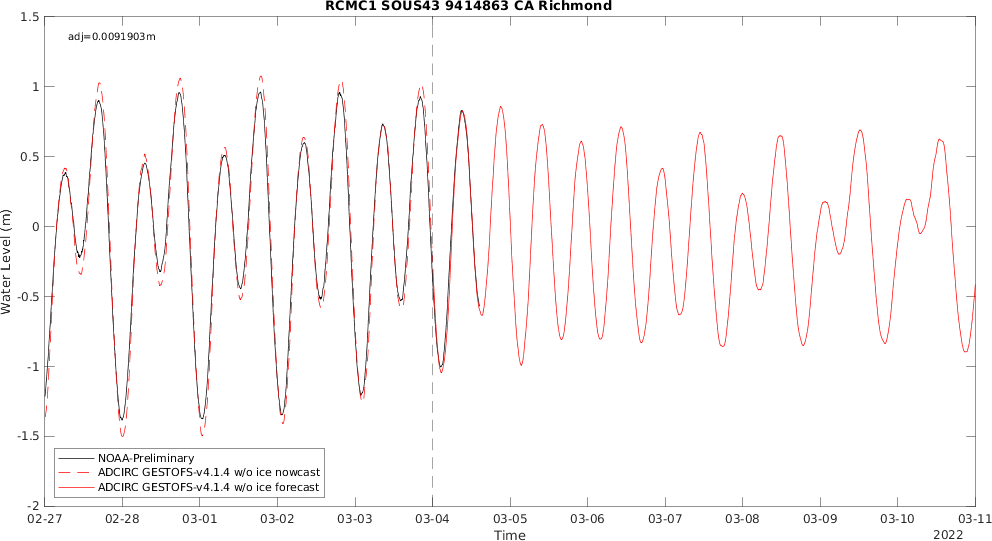 RCMC1 SOUS43 9414863 CA Richmond
adj=0.0091903m
1.5
1
0.5
0
-0.5
-1
-1.5
-2
Water Level (m)
NOAA-Preliminary
ADCIRC GESTOFS-v4.1.4 w/o ice nowcast
ADCIRC GESTOFS-v4.1.4 w/o ice forecast
02-27 02-28 03-01 03-02 03-03 03-04 03-05 03-06 03-07 03-08 03-09 03-10 03-11
Time
2022